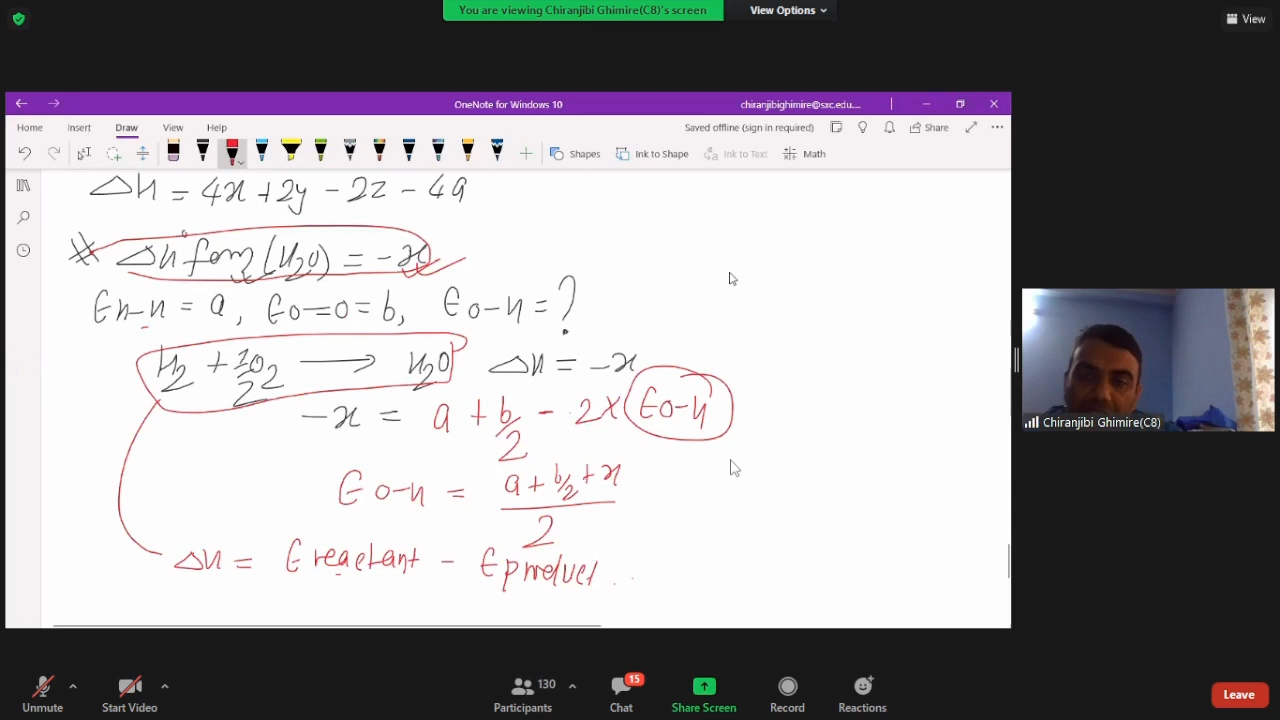 You are viewing Chiranjibi Ghimire(C8)'s screen
View Options
View
OneNote for Windows 10
chiranjibighimire@sxc.edu....
Home Insert Draw View Help
Saved offline (sign in required)
Share
Shapes
Ink to Shape
Ink to Text
Math
ΔH = 4x + 2y - 2z - 4a
* ΔH form(H2O) = -x
EH-H = a, EO=O = b, EO-H = ?
H2 + 1/2 O2 ⟶ H2O ΔH = -x
-x = a + b/2 - 2× EO-H
EO-H = (a + b/2 + x)/2
ΔH = E reactant - E product
Chiranjibi Ghimire(C8)
Unmute
Start Video
130
Participants
15
Chat
Share Screen
Record
Reactions
Leave